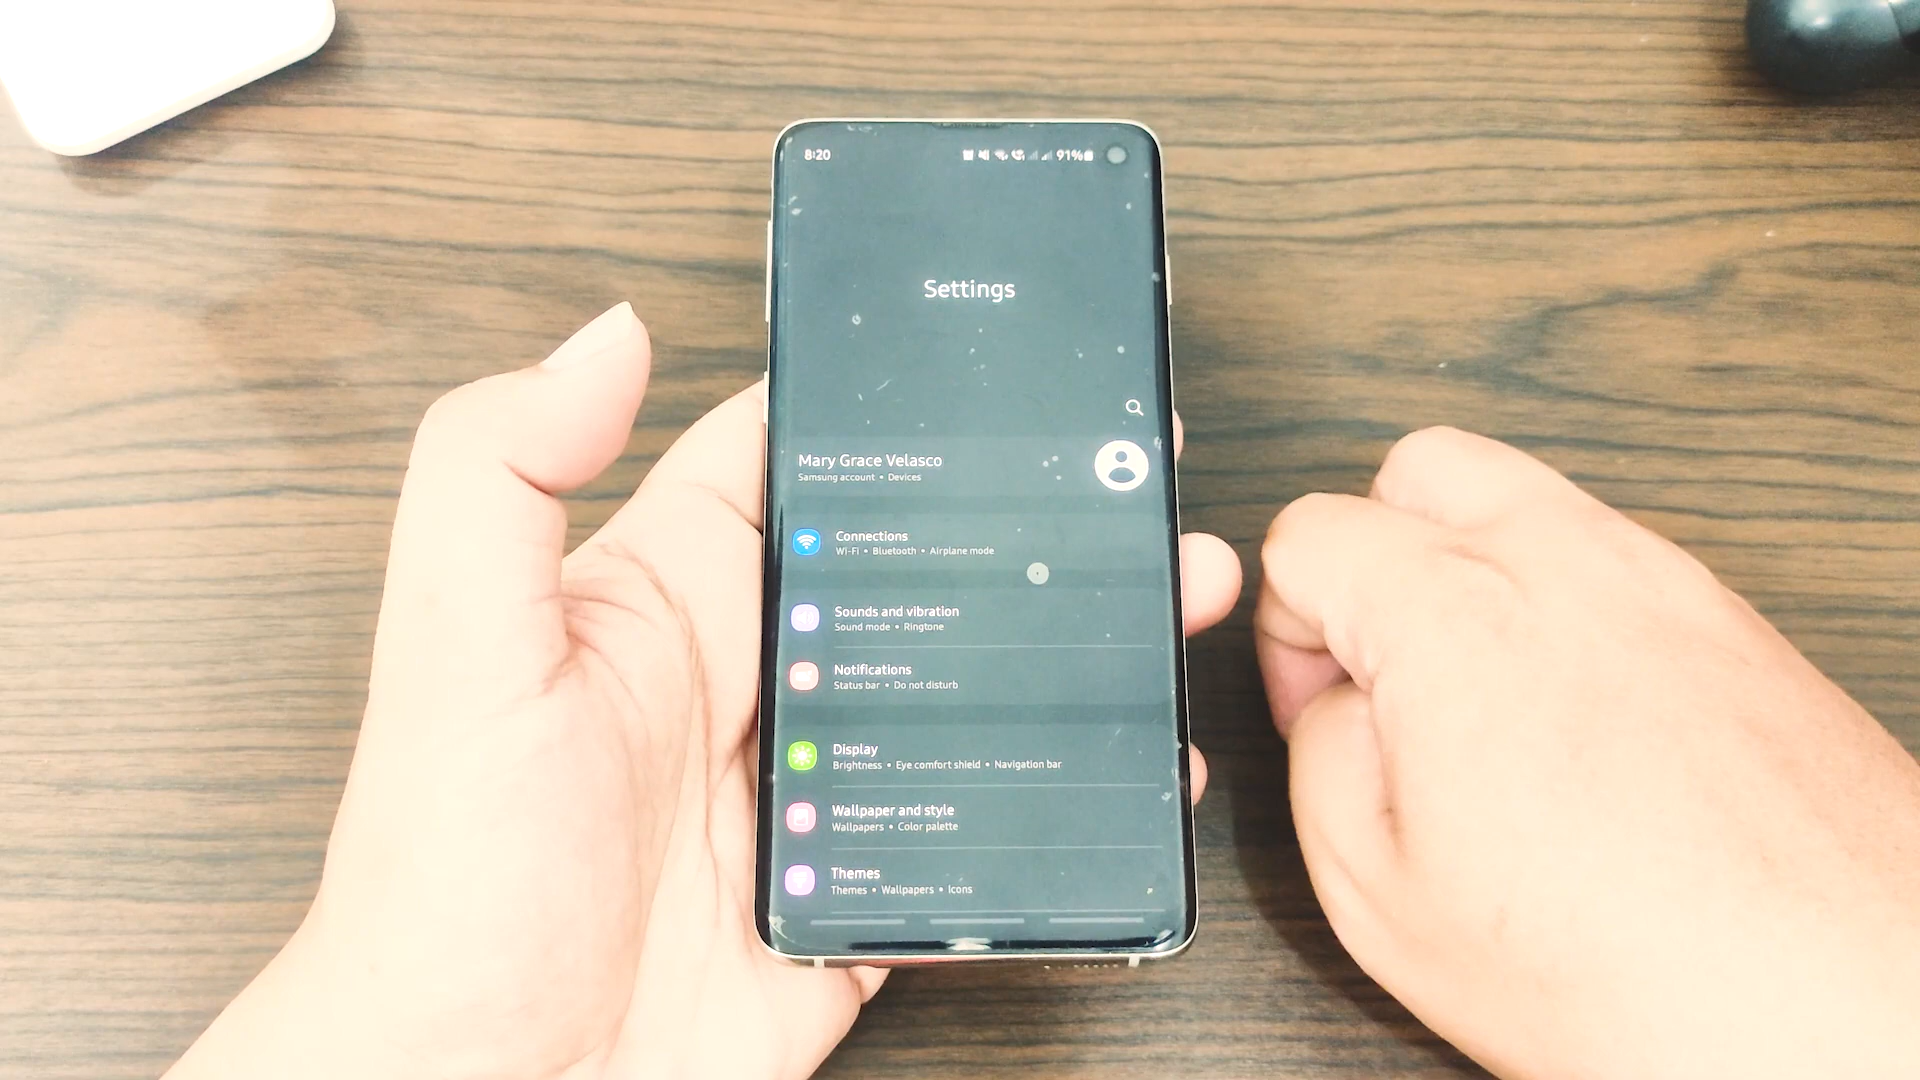 8:20 91%
Settings
Mary Grace Velasco
Samsung account • Devices
Connections
Wi-Fi • Bluetooth • Airplane mode
Sounds and vibration
Sound mode • Ringtone
Notifications
Status bar • Do not disturb
Display
Brightness • Eye comfort shield • Navigation bar
Wallpaper and style
Wallpapers • Color palette
Themes
Themes • Wallpapers • Icons